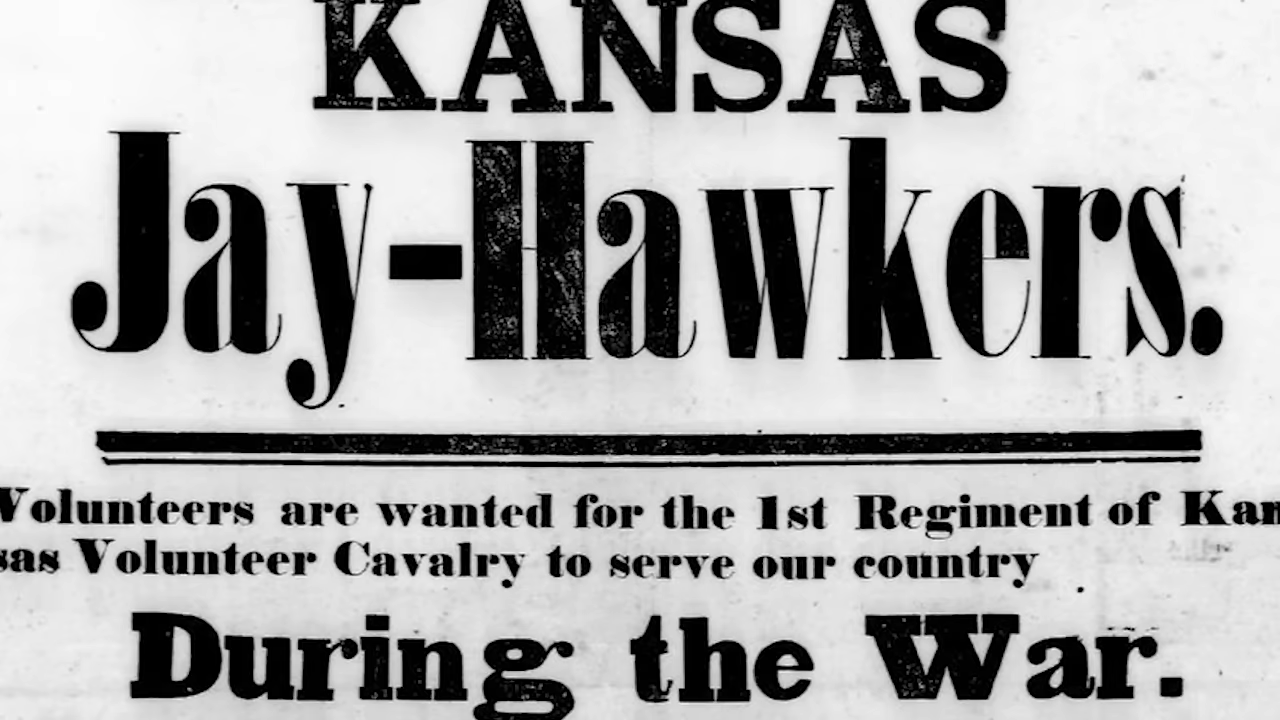 KANSAS
Jay-Hawkers.
Volunteers are wanted for the 1st Regiment of Kan
sas Volunteer Cavalry to serve our country
During the War.